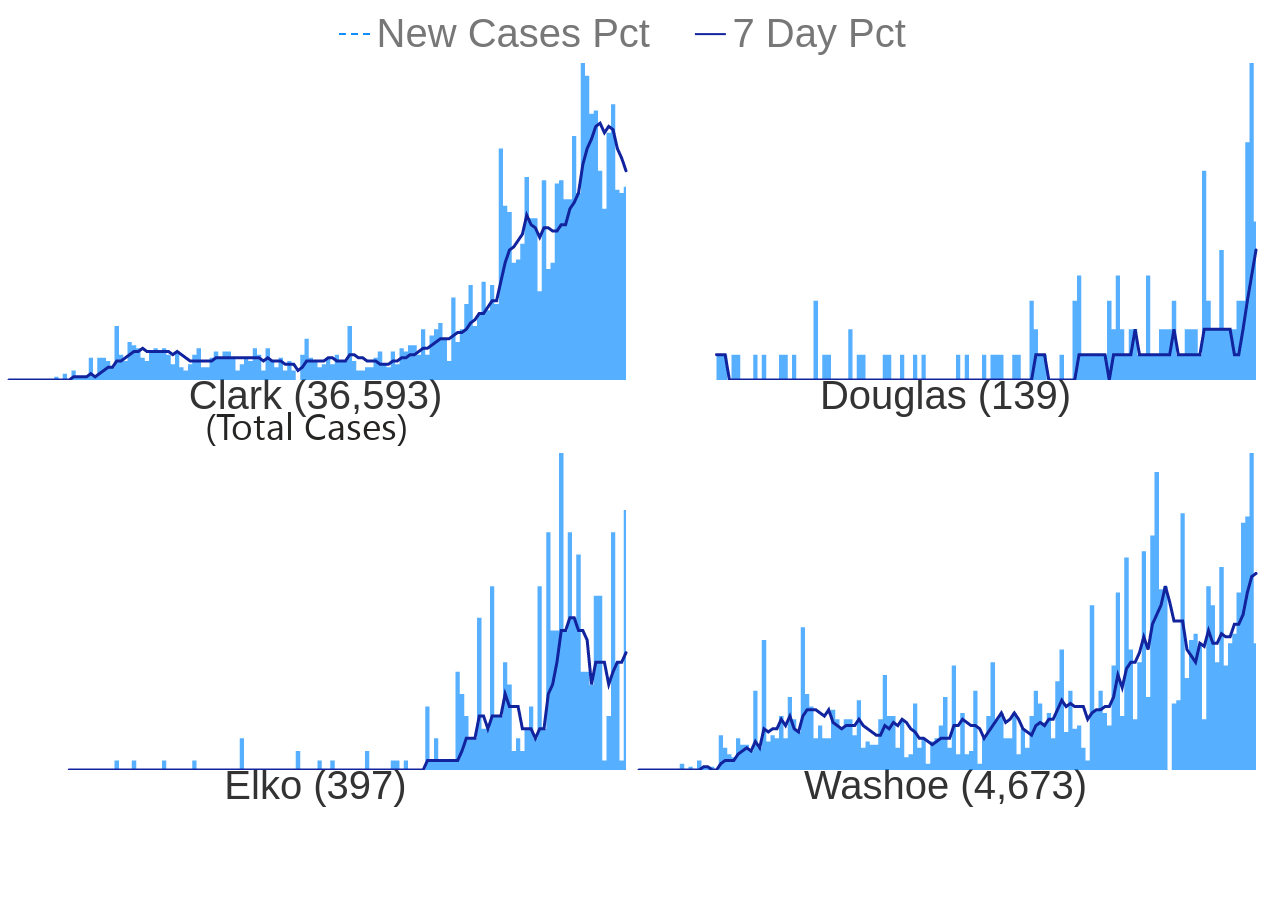 New Cases Pct 7 Day Pct
Clark (36,593) Douglas (139)
(Total Cases)
Elko (397) Washoe (4,673)